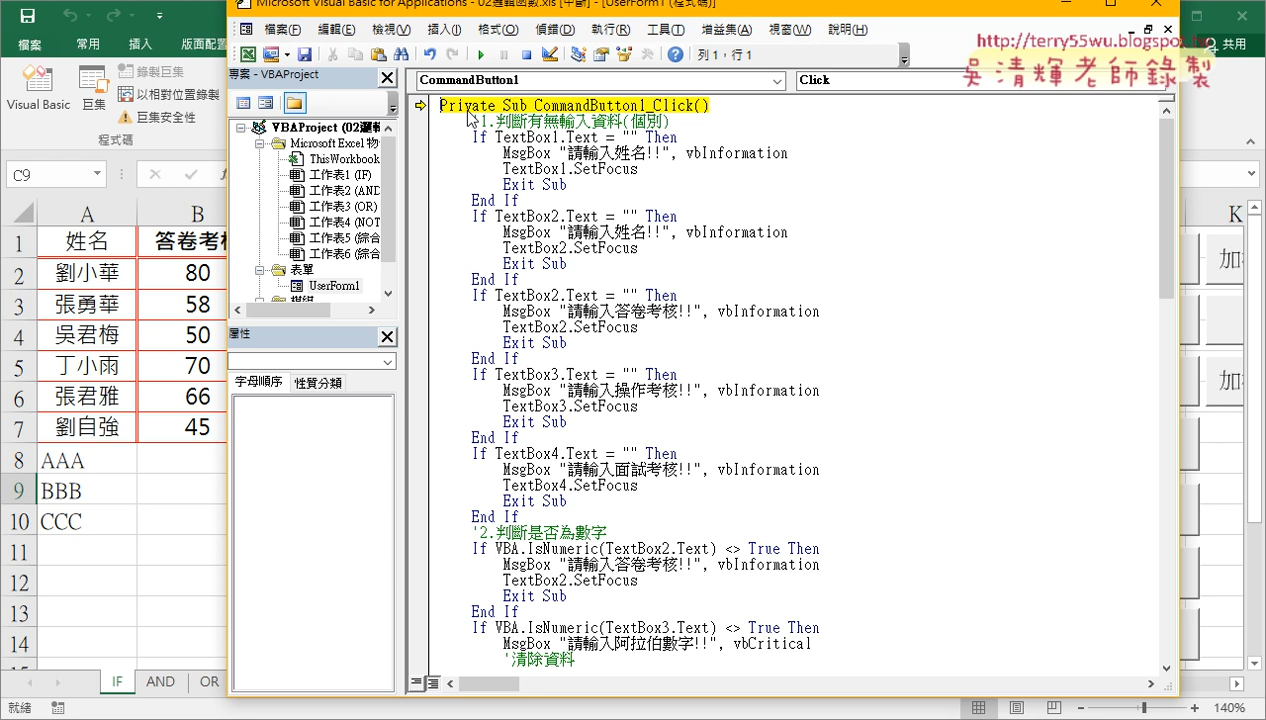 Microsoft Visual Basic for Applications - 02邏輯函數.xls [中斷] - [UserForm1 (程式碼)]
檔案 常用 插入 版面配置
共用
檔案(F) 編輯(E) 檢視(V) 插入(I) 格式(O) 偵錯(D) 執行(R) 工具(T) 增益集(A) 視窗(W) 說明(H)
http://terry55wu.blogspot.tw
吳清輝老師錄製
列 1，行 1
Visual Basic 巨集
錄製巨集
以相對位置錄製
巨集安全性
程式碼
專案 - VBAProject
VBAProject (02邏輯
Microsoft Excel 物
ThisWorkbook
工作表1 (IF)
工作表2 (AND
工作表3 (OR)
工作表4 (NOT
工作表5 (綜合
工作表6 (綜合
表單
UserForm1
模組
屬性
字母順序 性質分類
CommandButton1 Click
Private Sub CommandButton1_Click()
'1.判斷有無輸入資料(個別)
If TextBox1.Text = "" Then
MsgBox "請輸入姓名!!", vbInformation
TextBox1.SetFocus
Exit Sub
End If
If TextBox2.Text = "" Then
MsgBox "請輸入姓名!!", vbInformation
TextBox2.SetFocus
Exit Sub
End If
If TextBox2.Text = "" Then
MsgBox "請輸入答卷考核!!", vbInformation
TextBox2.SetFocus
Exit Sub
End If
If TextBox3.Text = "" Then
MsgBox "請輸入操作考核!!", vbInformation
TextBox3.SetFocus
Exit Sub
End If
If TextBox4.Text = "" Then
MsgBox "請輸入面試考核!!", vbInformation
TextBox4.SetFocus
Exit Sub
End If
'2.判斷是否為數字
If VBA.IsNumeric(TextBox2.Text) <> True Then
MsgBox "請輸入答卷考核!!", vbInformation
TextBox2.SetFocus
Exit Sub
End If
If VBA.IsNumeric(TextBox3.Text) <> True Then
MsgBox "請輸入阿拉伯數字!!", vbCritical
'清除資料
C9
A B K
1 姓名 答卷考核
2 劉小華 80
3 張勇華 58
4 吳君梅 50
5 丁小雨 70
6 張君雅 66
7 劉自強 45
8 AAA
9 BBB
10 CCC
11
12
13
14
加
加
IF AND OR
就緒
140%